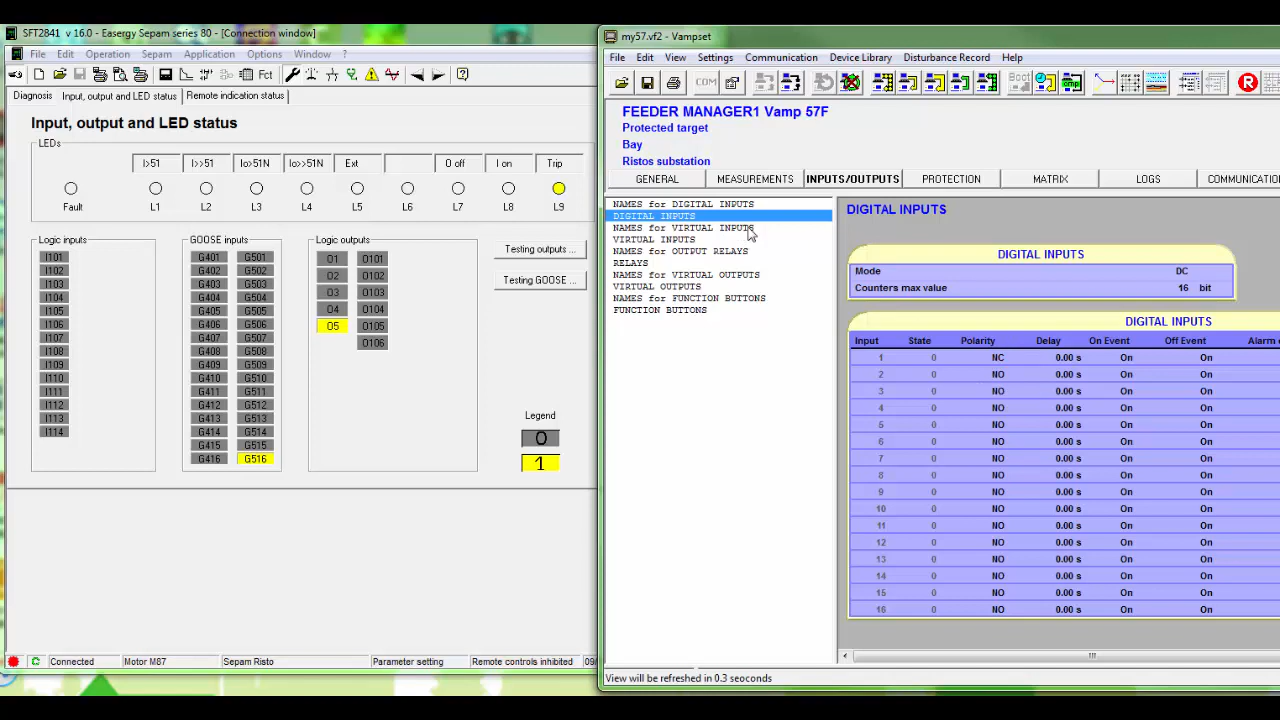 SFT2841 v 16.0 - Easergy Sepam series 80 - [Connection window]
File Edit Operation Sepam Application Options Window ?
Fct
Diagnosis Input, output and LED status Remote indication status
Input, output and LED status
LEDs
I>51 I>>51 Io>51N Io>>51N Ext 0 off I on Trip
Fault L1 L2 L3 L4 L5 L6 L7 L8 L9
Logic inputs
I101
I102
I103
I104
I105
I106
I107
I108
I109
I110
I111
I112
I113
I114
GOOSE inputs
G401 G501
G402 G502
G403 G503
G404 G504
G405 G505
G406 G506
G407 G507
G408 G508
G409 G509
G410 G510
G411 G511
G412 G512
G413 G513
G414 G514
G415 G515
G416 G516
Logic outputs
O1 O101
O2 O102
O3 O103
O4 O104
O5 O105
O106
Testing outputs ...
Testing GOOSE ...
Legend
0
1
Connected Motor M87 Sepam Risto Parameter setting Remote controls inhibited 09/
my57.vf2 - Vampset
File Edit View Settings Communication Device Library Disturbance Record Help
COM Boot cmp R
FEEDER MANAGER1 Vamp 57F
Protected target
Bay
Ristos substation
GENERAL MEASUREMENTS INPUTS/OUTPUTS PROTECTION MATRIX LOGS COMMUNICATIO
NAMES for DIGITAL INPUTS
DIGITAL INPUTS
NAMES for VIRTUAL INPUTS
VIRTUAL INPUTS
NAMES for OUTPUT RELAYS
RELAYS
NAMES for VIRTUAL OUTPUTS
VIRTUAL OUTPUTS
NAMES for FUNCTION BUTTONS
FUNCTION BUTTONS
DIGITAL INPUTS
DIGITAL INPUTS
Mode DC
Counters max value 16 bit
DIGITAL INPUTS
Input State Polarity Delay On Event Off Event Alarm
1 0 NC 0.00 s On On
2 0 NO 0.00 s On On
3 0 NO 0.00 s On On
4 0 NO 0.00 s On On
5 0 NO 0.00 s On On
6 0 NO 0.00 s On On
7 0 NO 0.00 s On On
8 0 NO 0.00 s On On
9 0 NO 0.00 s On On
10 0 NO 0.00 s On On
11 0 NO 0.00 s On On
12 0 NO 0.00 s On On
13 0 NO 0.00 s On On
14 0 NO 0.00 s On On
15 0 NO 0.00 s On On
16 0 NO 0.00 s On On
View will be refreshed in 0.3 seoconds